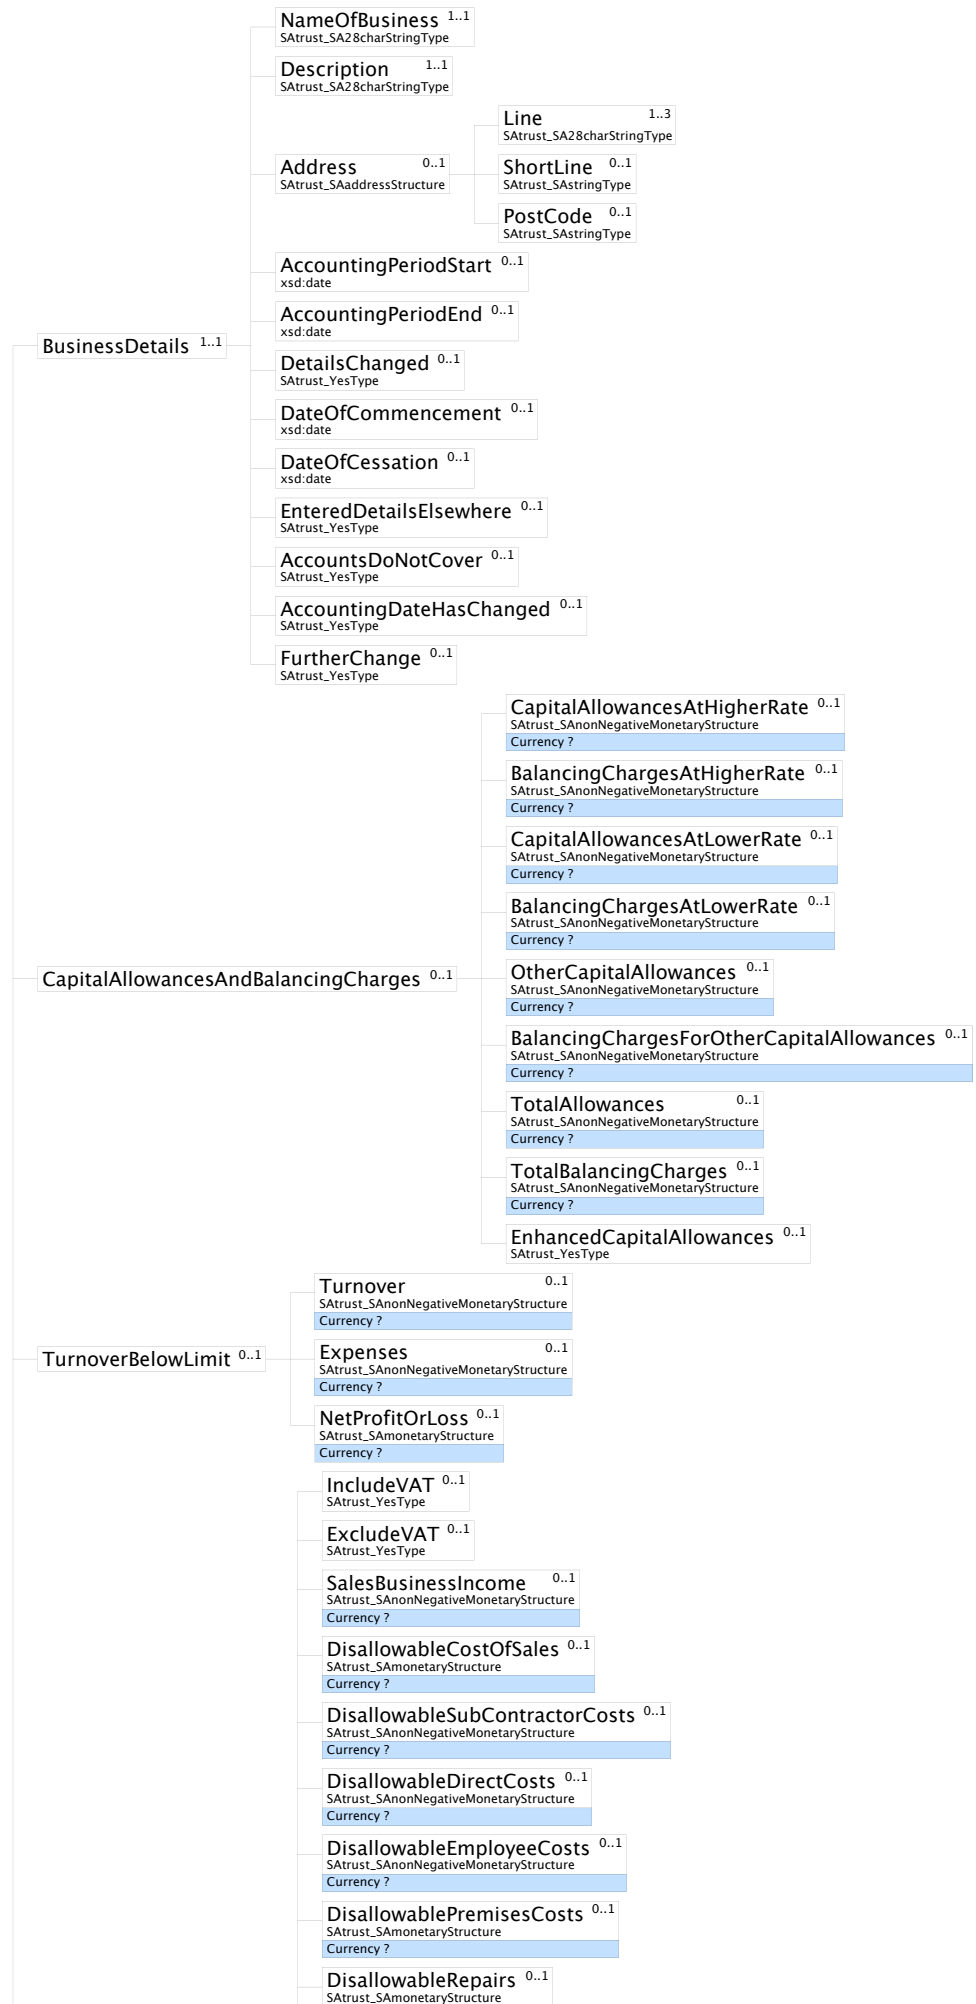 NameOfBusiness 1..1
SAtrust_SA28charStringType
Description 1..1
SAtrust_SA28charStringType
Line 1..3
SAtrust_SA28charStringType
Address 0..1
SAtrust_SAaddressStructure
ShortLine 0..1
SAtrust_SAstringType
PostCode 0..1
SAtrust_SAstringType
AccountingPeriodStart 0..1
xsd:date
AccountingPeriodEnd 0..1
xsd:date
BusinessDetails 1..1
DetailsChanged 0..1
SAtrust_YesType
DateOfCommencement 0..1
xsd:date
DateOfCessation 0..1
xsd:date
EnteredDetailsElsewhere 0..1
SAtrust_YesType
AccountsDoNotCover 0..1
SAtrust_YesType
AccountingDateHasChanged 0..1
SAtrust_YesType
FurtherChange 0..1
SAtrust_YesType
CapitalAllowancesAtHigherRate 0..1
SAtrust_SAnonNegativeMonetaryStructure
Currency ?
BalancingChargesAtHigherRate 0..1
SAtrust_SAnonNegativeMonetaryStructure
Currency ?
CapitalAllowancesAtLowerRate 0..1
SAtrust_SAnonNegativeMonetaryStructure
Currency ?
BalancingChargesAtLowerRate 0..1
SAtrust_SAnonNegativeMonetaryStructure
Currency ?
CapitalAllowancesAndBalancingCharges 0..1
OtherCapitalAllowances 0..1
SAtrust_SAnonNegativeMonetaryStructure
Currency ?
BalancingChargesForOtherCapitalAllowances 0..1
SAtrust_SAnonNegativeMonetaryStructure
Currency ?
TotalAllowances 0..1
SAtrust_SAnonNegativeMonetaryStructure
Currency ?
TotalBalancingCharges 0..1
SAtrust_SAnonNegativeMonetaryStructure
Currency ?
EnhancedCapitalAllowances 0..1
SAtrust_YesType
Turnover 0..1
SAtrust_SAnonNegativeMonetaryStructure
Currency ?
TurnoverBelowLimit 0..1
Expenses 0..1
SAtrust_SAnonNegativeMonetaryStructure
Currency ?
NetProfitOrLoss 0..1
SAtrust_SAmonetaryStructure
Currency ?
IncludeVAT 0..1
SAtrust_YesType
ExcludeVAT 0..1
SAtrust_YesType
SalesBusinessIncome 0..1
SAtrust_SAnonNegativeMonetaryStructure
Currency ?
DisallowableCostOfSales 0..1
SAtrust_SAmonetaryStructure
Currency ?
DisallowableSubContractorCosts 0..1
SAtrust_SAnonNegativeMonetaryStructure
Currency ?
DisallowableDirectCosts 0..1
SAtrust_SAnonNegativeMonetaryStructure
Currency ?
DisallowableEmployeeCosts 0..1
SAtrust_SAnonNegativeMonetaryStructure
Currency ?
DisallowablePremisesCosts 0..1
SAtrust_SAmonetaryStructure
Currency ?
DisallowableRepairs 0..1
SAtrust_SAmonetaryStructure